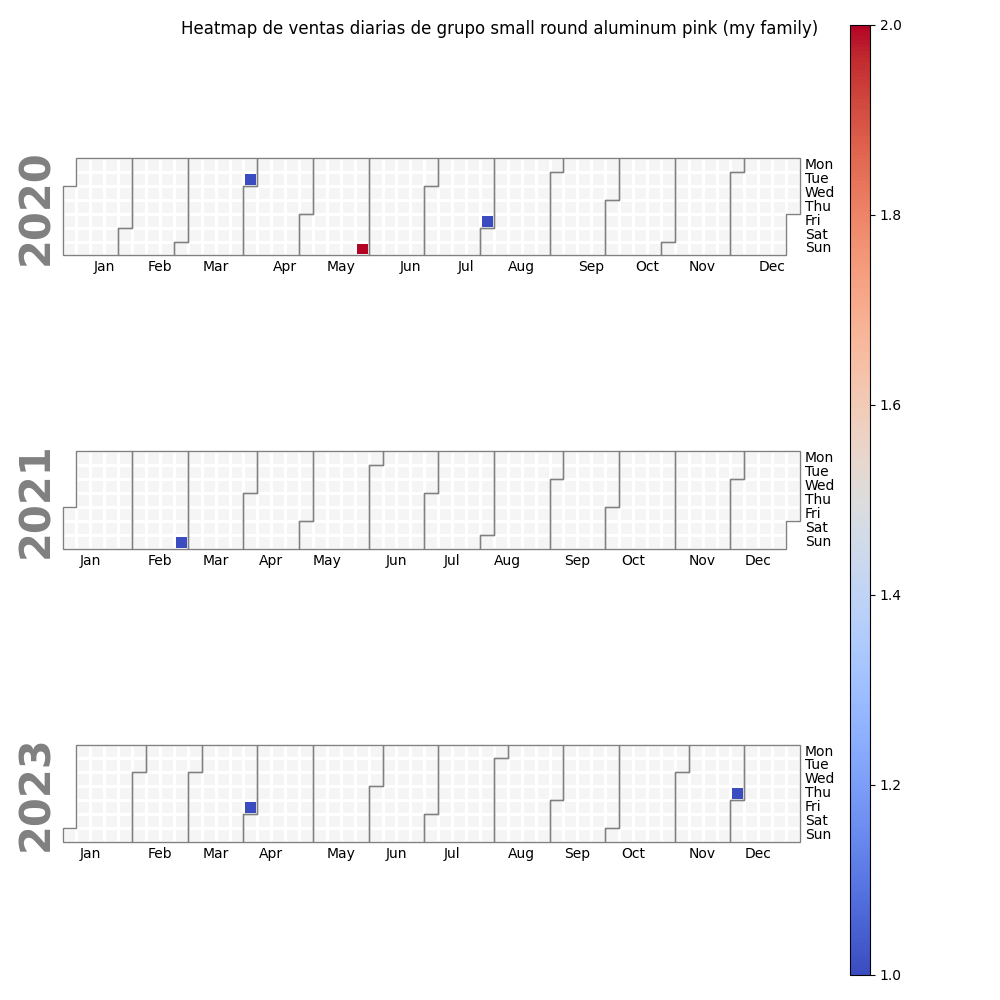 Heatmap de ventas diarias de grupo small round aluminum pink (my family)
2020
Mon
Tue
Wed
Thu
Fri
Sat
Sun
Jan Feb Mar Apr May Jun Jul Aug Sep Oct Nov Dec
2021
Mon
Tue
Wed
Thu
Fri
Sat
Sun
Jan Feb Mar Apr May Jun Jul Aug Sep Oct Nov Dec
2023
Mon
Tue
Wed
Thu
Fri
Sat
Sun
Jan Feb Mar Apr May Jun Jul Aug Sep Oct Nov Dec
2.0
1.8
1.6
1.4
1.2
1.0